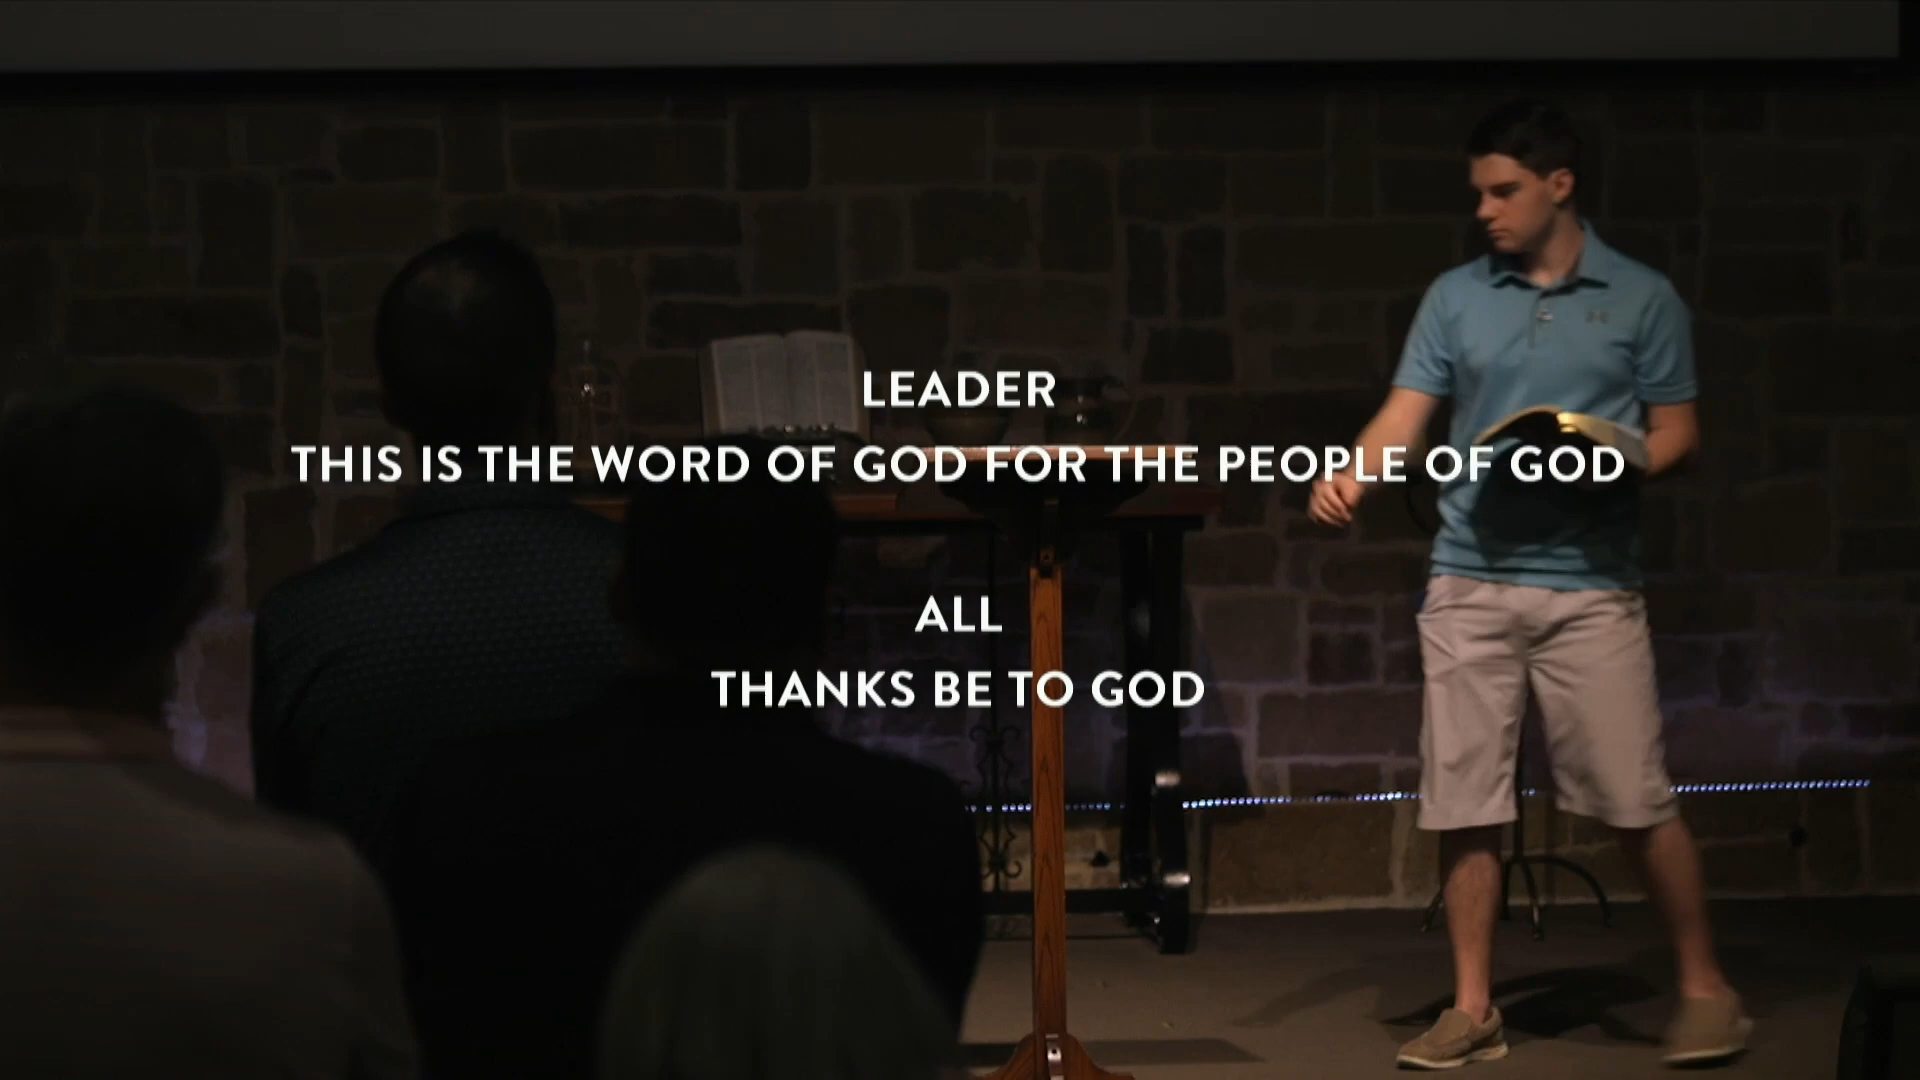 LEADER
THIS IS THE WORD OF GOD FOR THE PEOPLE OF GOD
ALL
THANKS BE TO GOD